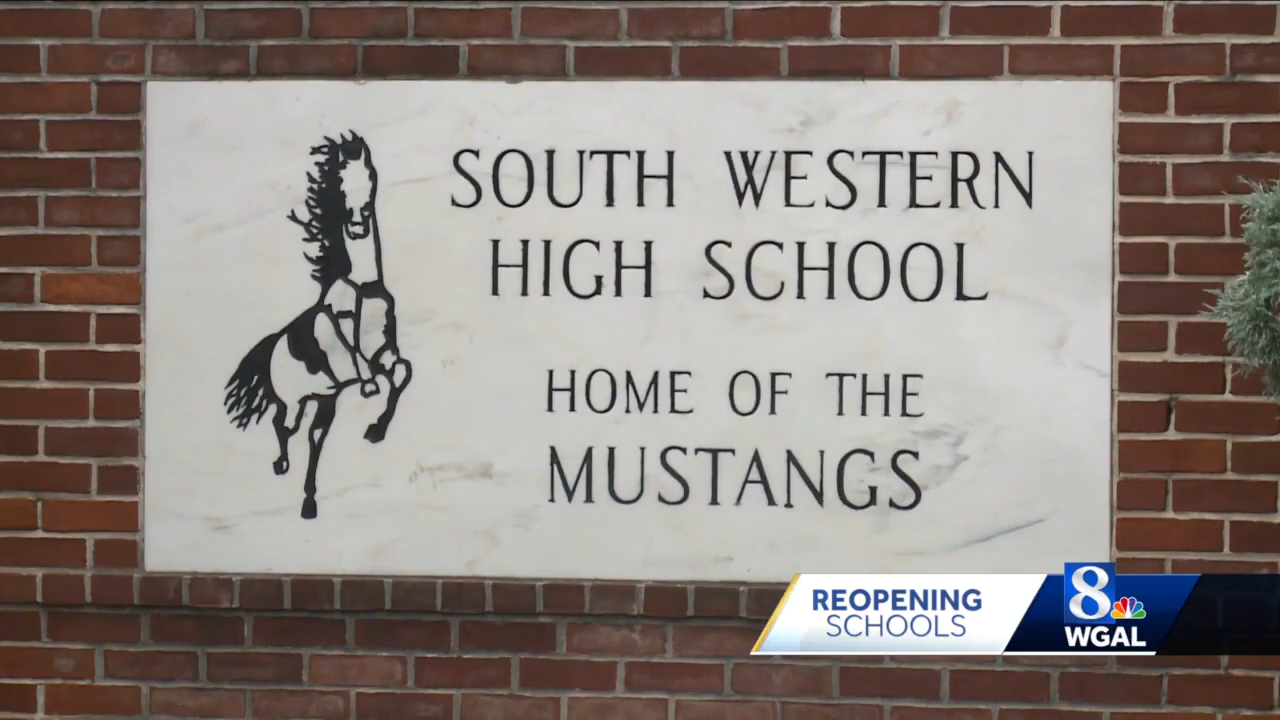 SOUTH WESTERN
HIGH SCHOOL
HOME OF THE
MUSTANGS
REOPENING
SCHOOLS
8
WGAL